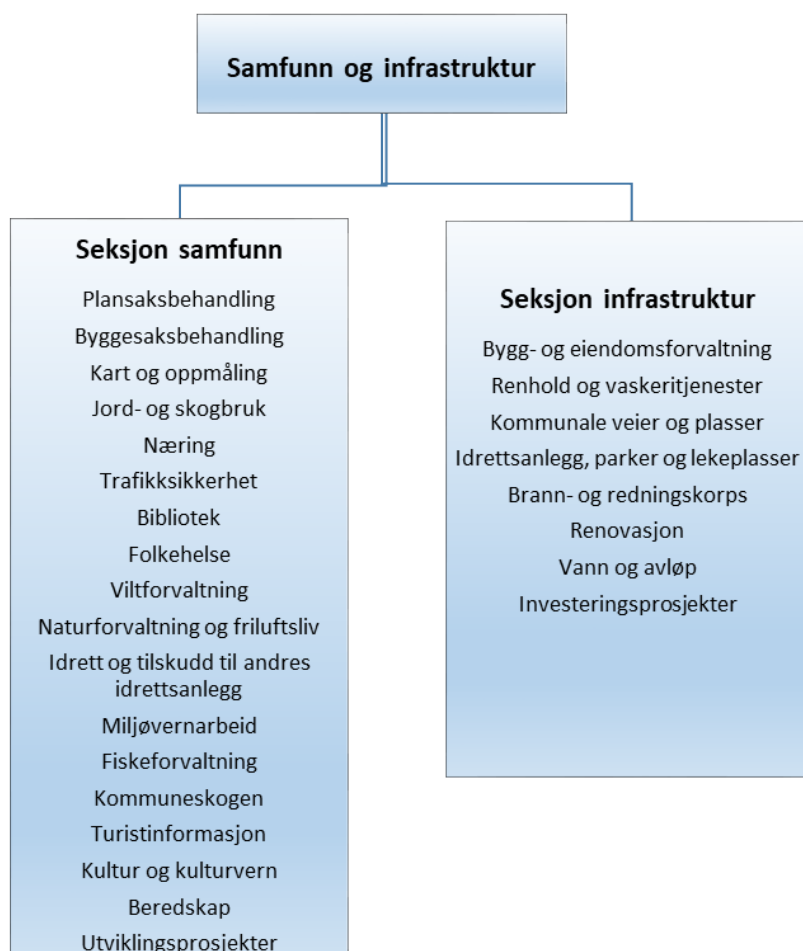 Samfunn og infrastruktur
Seksjon samfunn
Plansaksbehandling
Byggesaksbehandling
Kart og oppmåling
Jord- og skogbruk
Næring
Trafikksikkerhet
Bibliotek
Folkehelse
Viltforvaltning
Naturforvaltning og friluftsliv
Idrett og tilskudd til andres
idrettsanlegg
Miljøvernarbeid
Fiskeforvaltning
Kommuneskogen
Turistinformasjon
Kultur og kulturvern
Beredskap
Utviklingsprosjekter
Seksjon infrastruktur
Bygg- og eiendomsforvaltning
Renhold og vaskeritjenester
Kommunale veier og plasser
Idrettsanlegg, parker og lekeplasser
Brann- og redningskorps
Renovasjon
Vann og avløp
Investeringsprosjekter